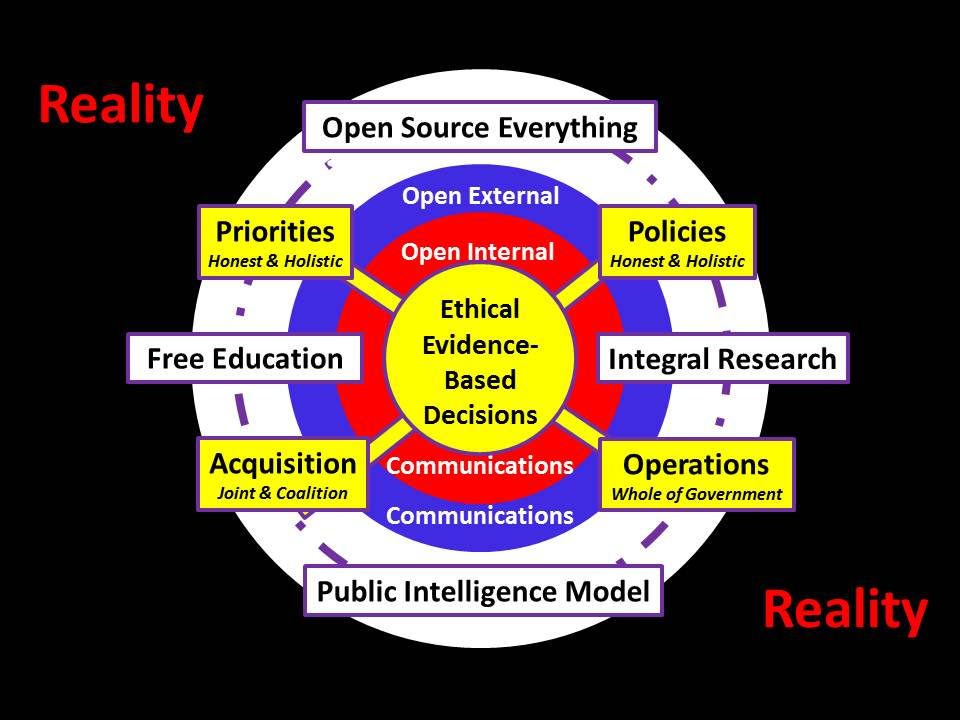 Reality
Open Source Everything
Open External
Priorities
Honest & Holistic
Policies
Honest & Holistic
Open Internal
Ethical
Evidence-
Based
Decisions
Free Education
Integral Research
Acquisition
Joint & Coalition
Communications
Operations
Whole of Government
Communications
Public Intelligence Model
Reality